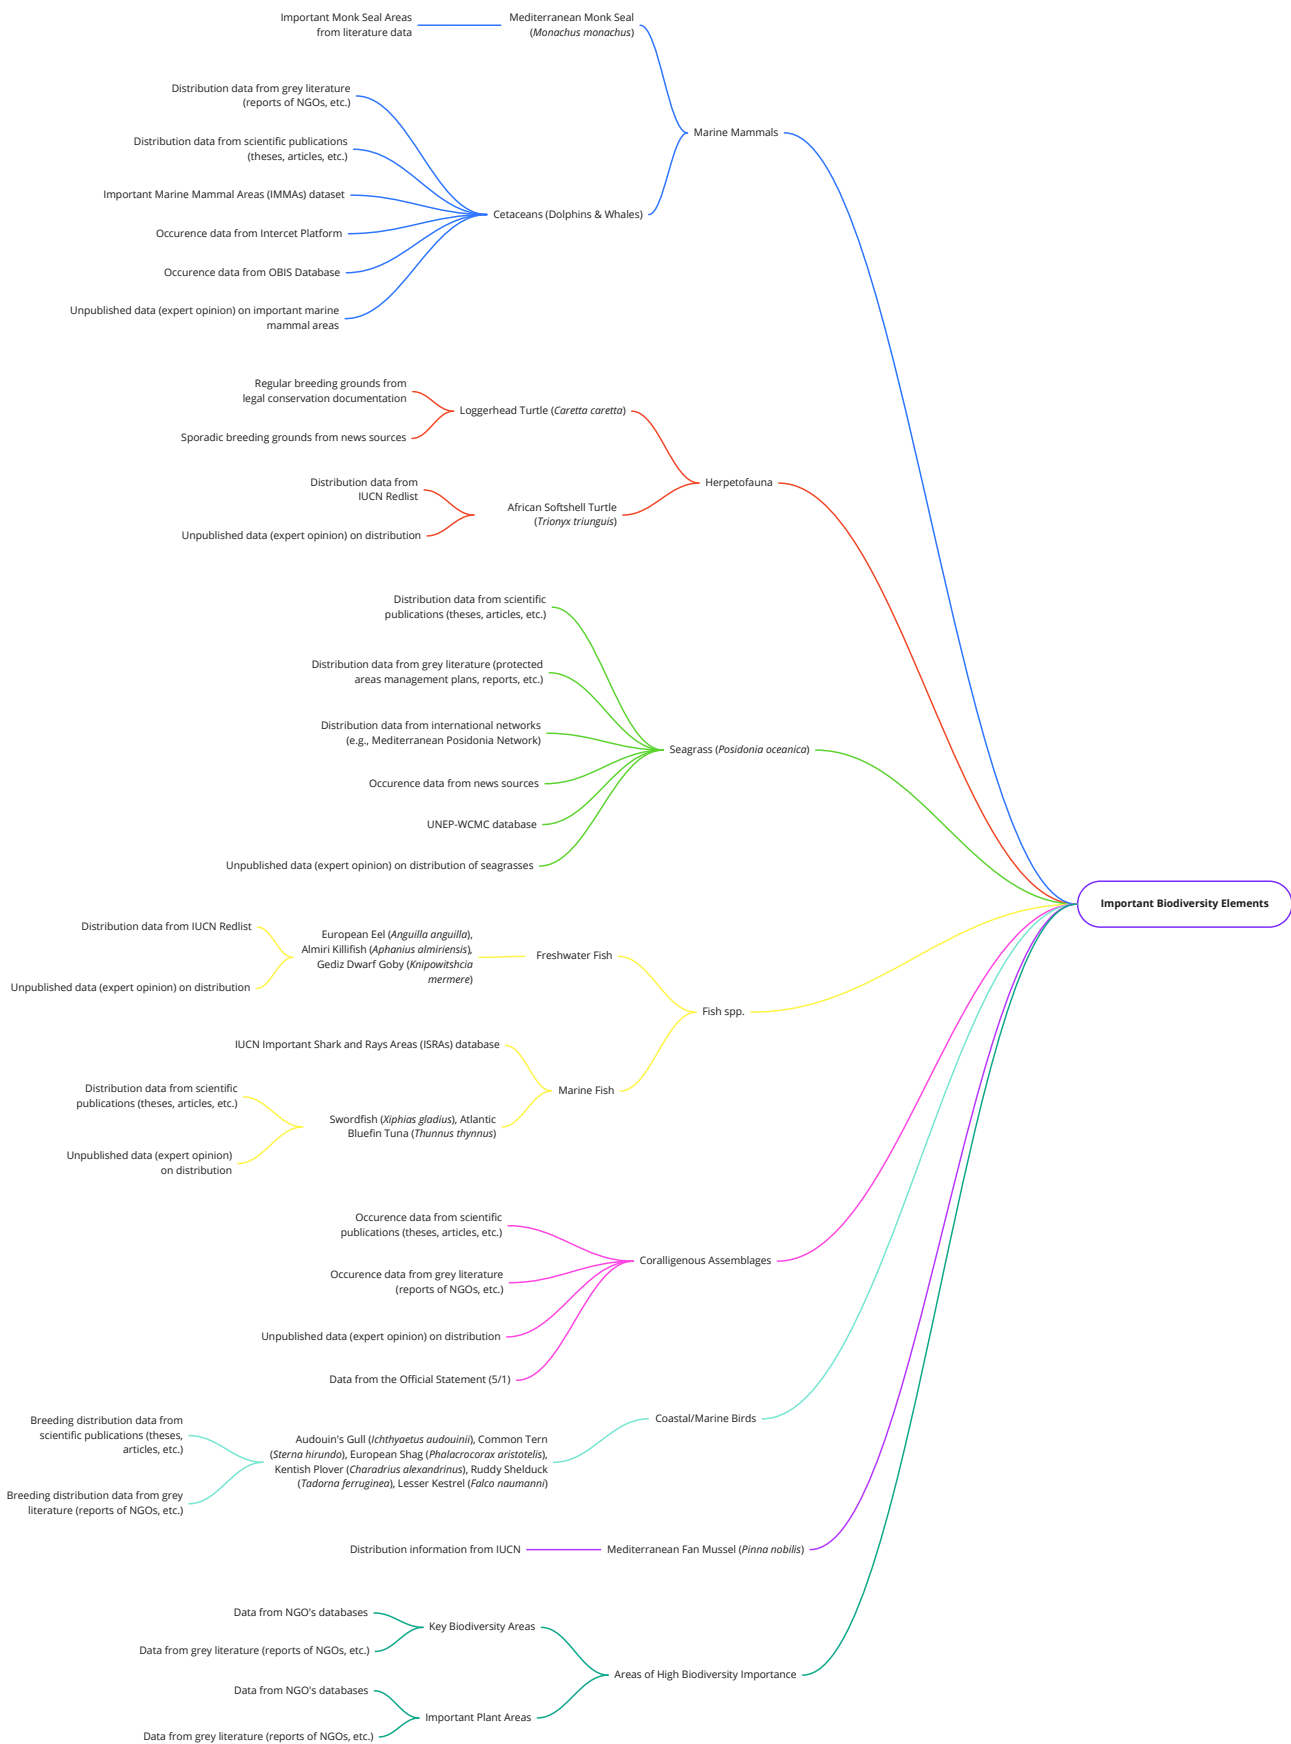 Important Monk Seal Areas
from literature data
Mediterranean Monk Seal
(Monachus monachus)
Distribution data from grey literature
(reports of NGOs, etc.)
Marine Mammals
Distribution data from scientific publications
(theses, articles, etc.)
Important Marine Mammal Areas (IMMAs) dataset
Cetaceans (Dolphins & Whales)
Occurence data from Intercet Platform
Occurence data from OBIS Database
Unpublished data (expert opinion) on important marine
mammal areas
Regular breeding grounds from
legal conservation documentation
Loggerhead Turtle (Caretta caretta)
Sporadic breeding grounds from news sources
Herpetofauna
Distribution data from
IUCN Redlist
African Softshell Turtle
(Trionyx triunguis)
Unpublished data (expert opinion) on distribution
Distribution data from scientific
publications (theses, articles, etc.)
Distribution data from grey literature (protected
areas management plans, reports, etc.)
Distribution data from international networks
(e.g., Mediterranean Posidonia Network)
Seagrass (Posidonia oceanica)
Occurence data from news sources
UNEP-WCMC database
Unpublished data (expert opinion) on distribution of seagrasses
Important Biodiversity Elements
Distribution data from IUCN Redlist
European Eel (Anguilla anguilla),
Almiri Killifish (Aphanius almiriensis),
Gediz Dwarf Goby (Knipowitshcia
mermere)
Freshwater Fish
Unpublished data (expert opinion) on distribution
Fish spp.
IUCN Important Shark and Rays Areas (ISRAs) database
Marine Fish
Distribution data from scientific
publications (theses, articles, etc.)
Swordfish (Xiphias gladius), Atlantic
Bluefin Tuna (Thunnus thynnus)
Unpublished data (expert opinion)
on distribution
Occurence data from scientific
publications (theses, articles, etc.)
Coralligenous Assemblages
Occurence data from grey literature
(reports of NGOs, etc.)
Unpublished data (expert opinion) on distribution
Data from the Official Statement (5/1)
Coastal/Marine Birds
Breeding distribution data from
scientific publications (theses,
articles, etc.)
Audouin's Gull (Ichthyaetus audouinii), Common Tern
(Sterna hirundo), European Shag (Phalacrocorax aristotelis),
Kentish Plover (Charadrius alexandrinus), Ruddy Shelduck
(Tadorna ferruginea), Lesser Kestrel (Falco naumanni)
Breeding distribution data from grey
literature (reports of NGOs, etc.)
Distribution information from IUCN
Mediterranean Fan Mussel (Pinna nobilis)
Data from NGO's databases
Key Biodiversity Areas
Data from grey literature (reports of NGOs, etc.)
Areas of High Biodiversity Importance
Data from NGO's databases
Important Plant Areas
Data from grey literature (reports of NGOs, etc.)